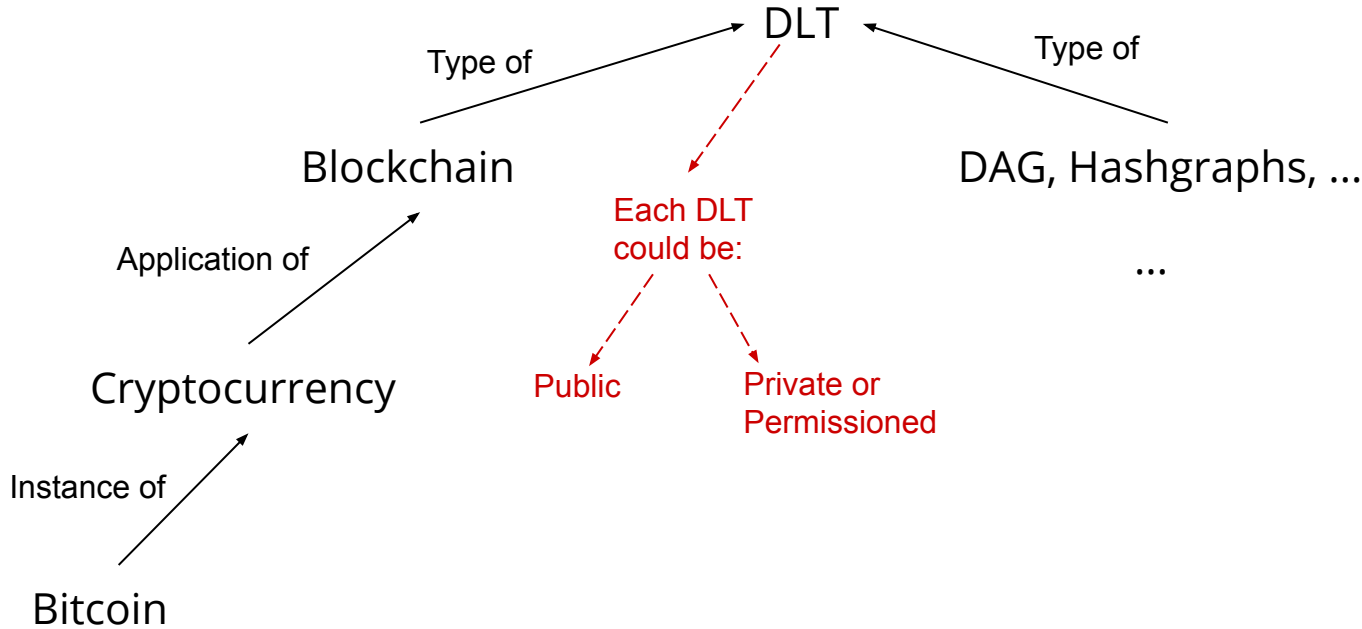 DLT
Type of
Type of
Blockchain
DAG, Hashgraphs, ...
Each DLT
could be:
Application of
...
Cryptocurrency
Public
Private or
Permissioned
Instance of
Bitcoin